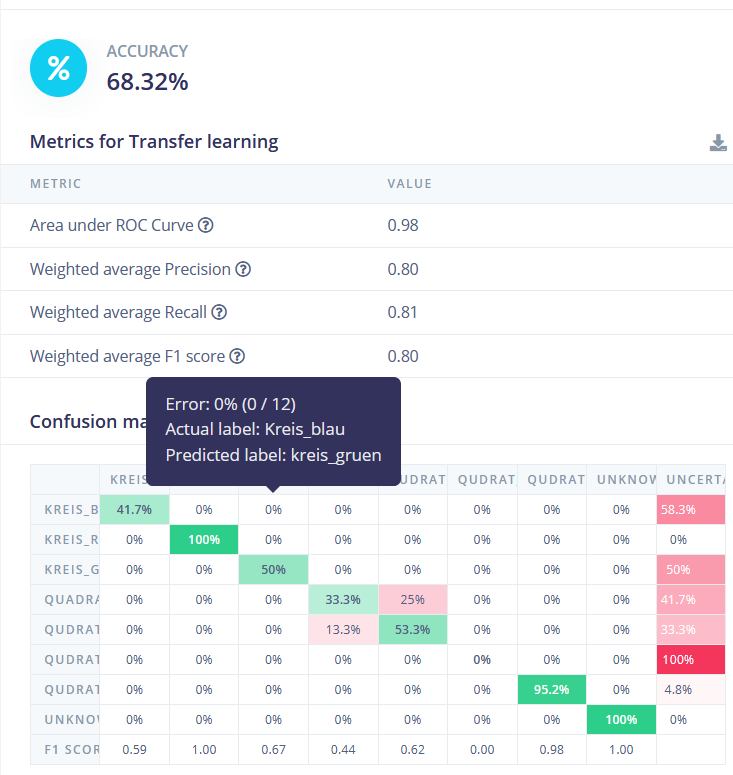 %
ACCURACY
68.32%
Metrics for Transfer learning
METRIC VALUE
Area under ROC Curve ? 0.98
Weighted average Precision ? 0.80
Weighted average Recall ? 0.81
Weighted average F1 score ? 0.80
Error: 0% (0 / 12)
Actual label: Kreis_blau
Predicted label: kreis_gruen
Confusion ma
KREIS UDRAT QUDRAT QUDRAT UNKNOW UNCERTA
KREIS_B 41.7% 0% 0% 0% 0% 0% 0% 0% 58.3%
KREIS_R 0% 100% 0% 0% 0% 0% 0% 0% 0%
KREIS_G 0% 0% 50% 0% 0% 0% 0% 0% 50%
QUADRA 0% 0% 0% 33.3% 25% 0% 0% 0% 41.7%
QUDRAT 0% 0% 0% 13.3% 53.3% 0% 0% 0% 33.3%
QUDRAT 0% 0% 0% 0% 0% 0% 0% 0% 100%
QUDRAT 0% 0% 0% 0% 0% 0% 95.2% 0% 4.8%
UNKNOW 0% 0% 0% 0% 0% 0% 0% 100% 0%
F1 SCOR 0.59 1.00 0.67 0.44 0.62 0.00 0.98 1.00